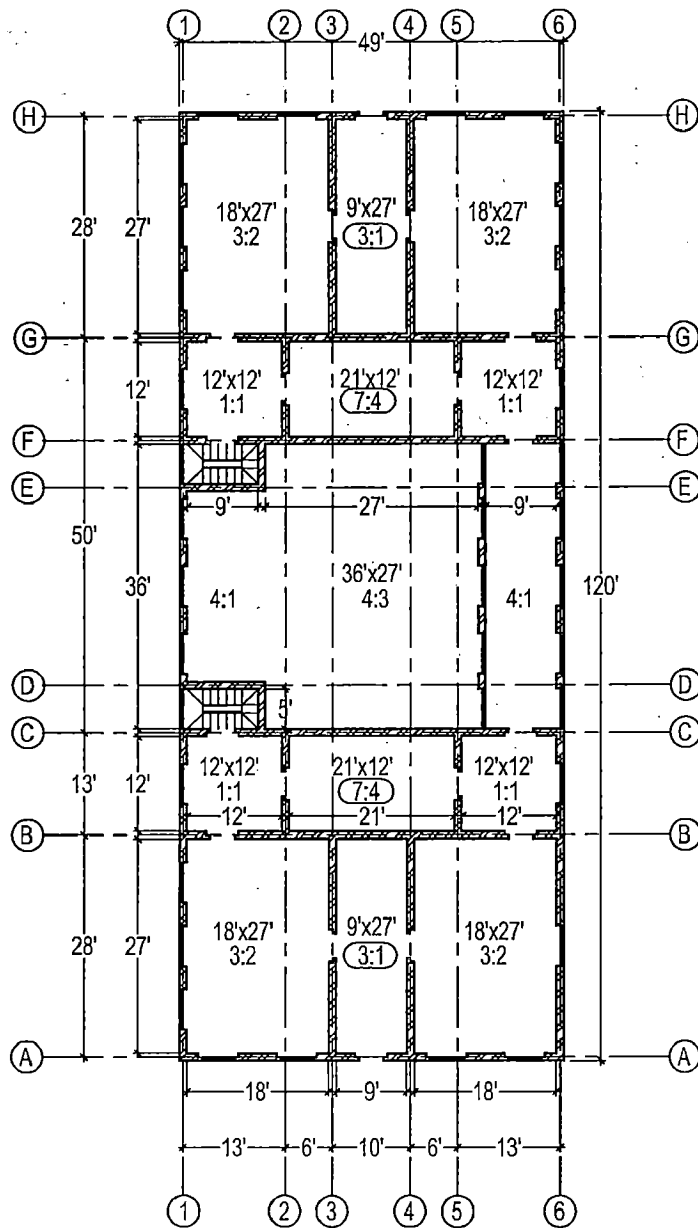 1 2 3 4 5 6
49'
H H
18'x27' 9'x27' 18'x27'
3:2 3:1 3:2
28' 27'
G G
12'x12' 21'x12' 12'x12'
1:1 7:4 1:1
12'
F F
E E
9' 27' 9'
50'
36'
36'x27'
4:1 4:3 4:1
120'
D D
5'
C C
12'x12' 21'x12' 12'x12'
1:1 7:4 1:1
13' 12'
12' 21' 12'
B B
18'x27' 9'x27' 18'x27'
3:2 3:1 3:2
28' 27'
A A
18' 9' 18'
13' 6' 10' 6' 13'
1 2 3 4 5 6